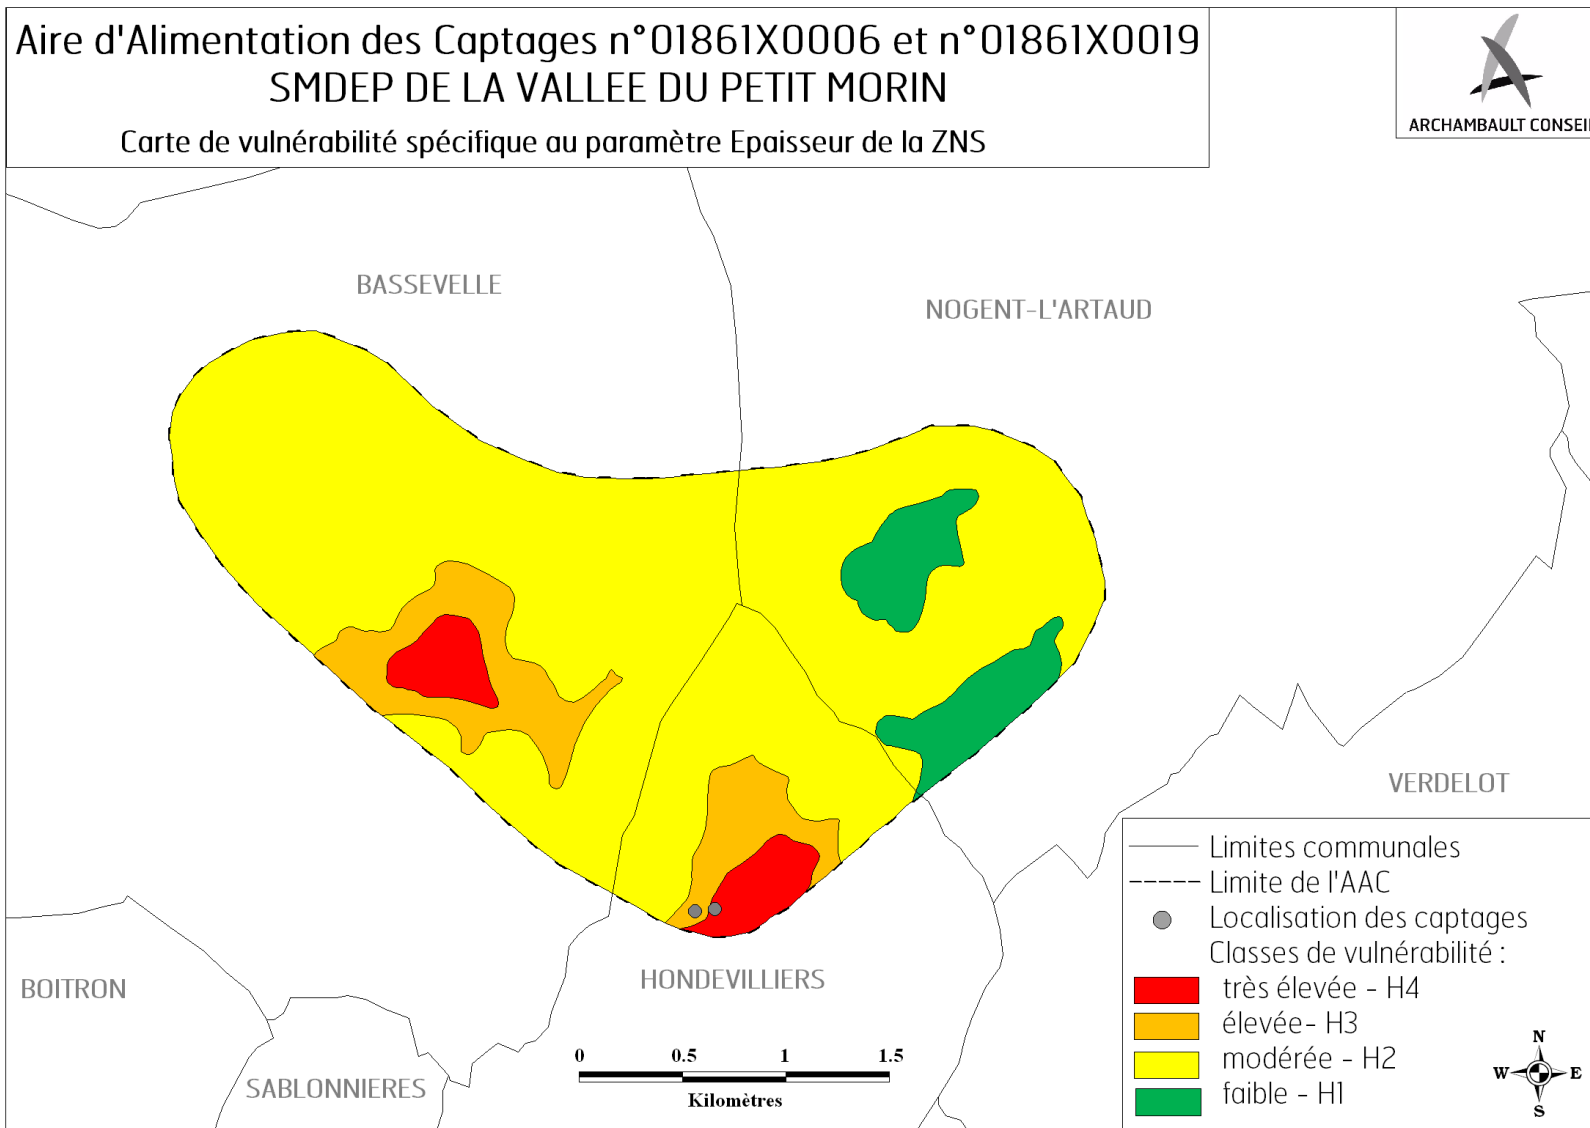 Aire d'Alimentation des Captages n°01861X0006 et n°01861X0019
SMDEP DE LA VALLEE DU PETIT MORIN
Carte de vulnérabilité spécifique au paramètre Epaisseur de la ZNS
ARCHAMBAULT CONSEIL
BASSEVELLE
NOGENT-L'ARTAUD
VERDELOT
BOITRON
HONDEVILLIERS
SABLONNIERES
0 0.5 1 1.5
Kilomètres
Limites communales
Limite de l'AAC
Localisation des captages
Classes de vulnérabilité :
très élevée - H4
élevée- H3
modérée - H2
faible - H1
N
W E
S